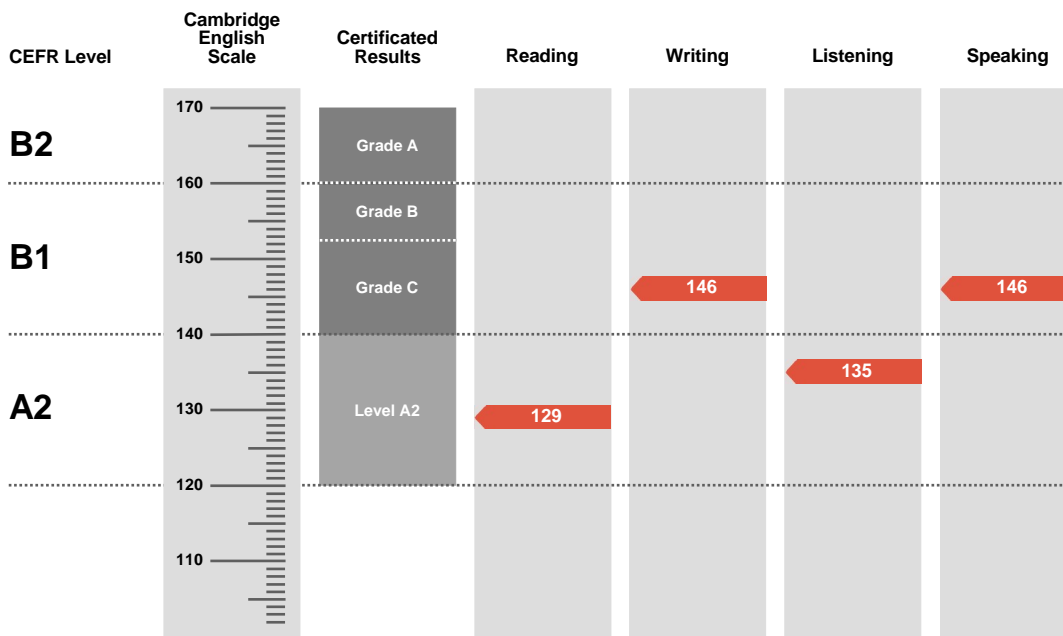 CEFR Level
Cambridge
English
Scale
Certificated
Results
Reading
Writing
Listening
Speaking
170
B2
Grade A
160
Grade B
B1
150
Grade C
146
146
140
135
A2
130
Level A2
129
120
110